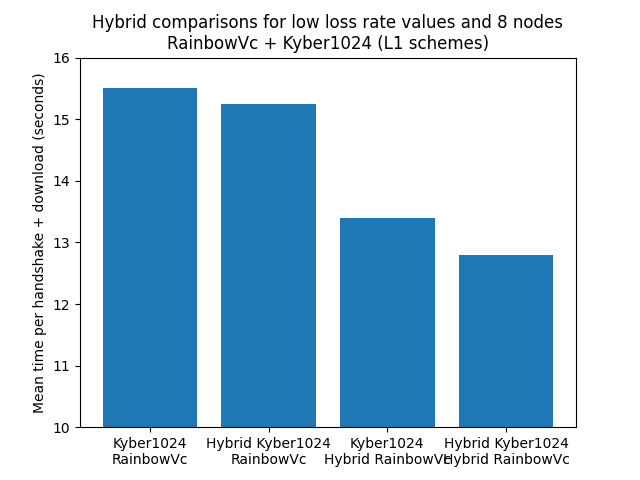 Hybrid comparisons for low loss rate values and 8 nodes
RainbowVc + Kyber1024 (L1 schemes)
Mean time per handshake + download (seconds)
16
15
14
13
12
11
10
Kyber1024
RainbowVc
Hybrid Kyber1024
RainbowVc
Kyber1024
Hybrid RainbowVc
Hybrid Kyber1024
Hybrid RainbowVc